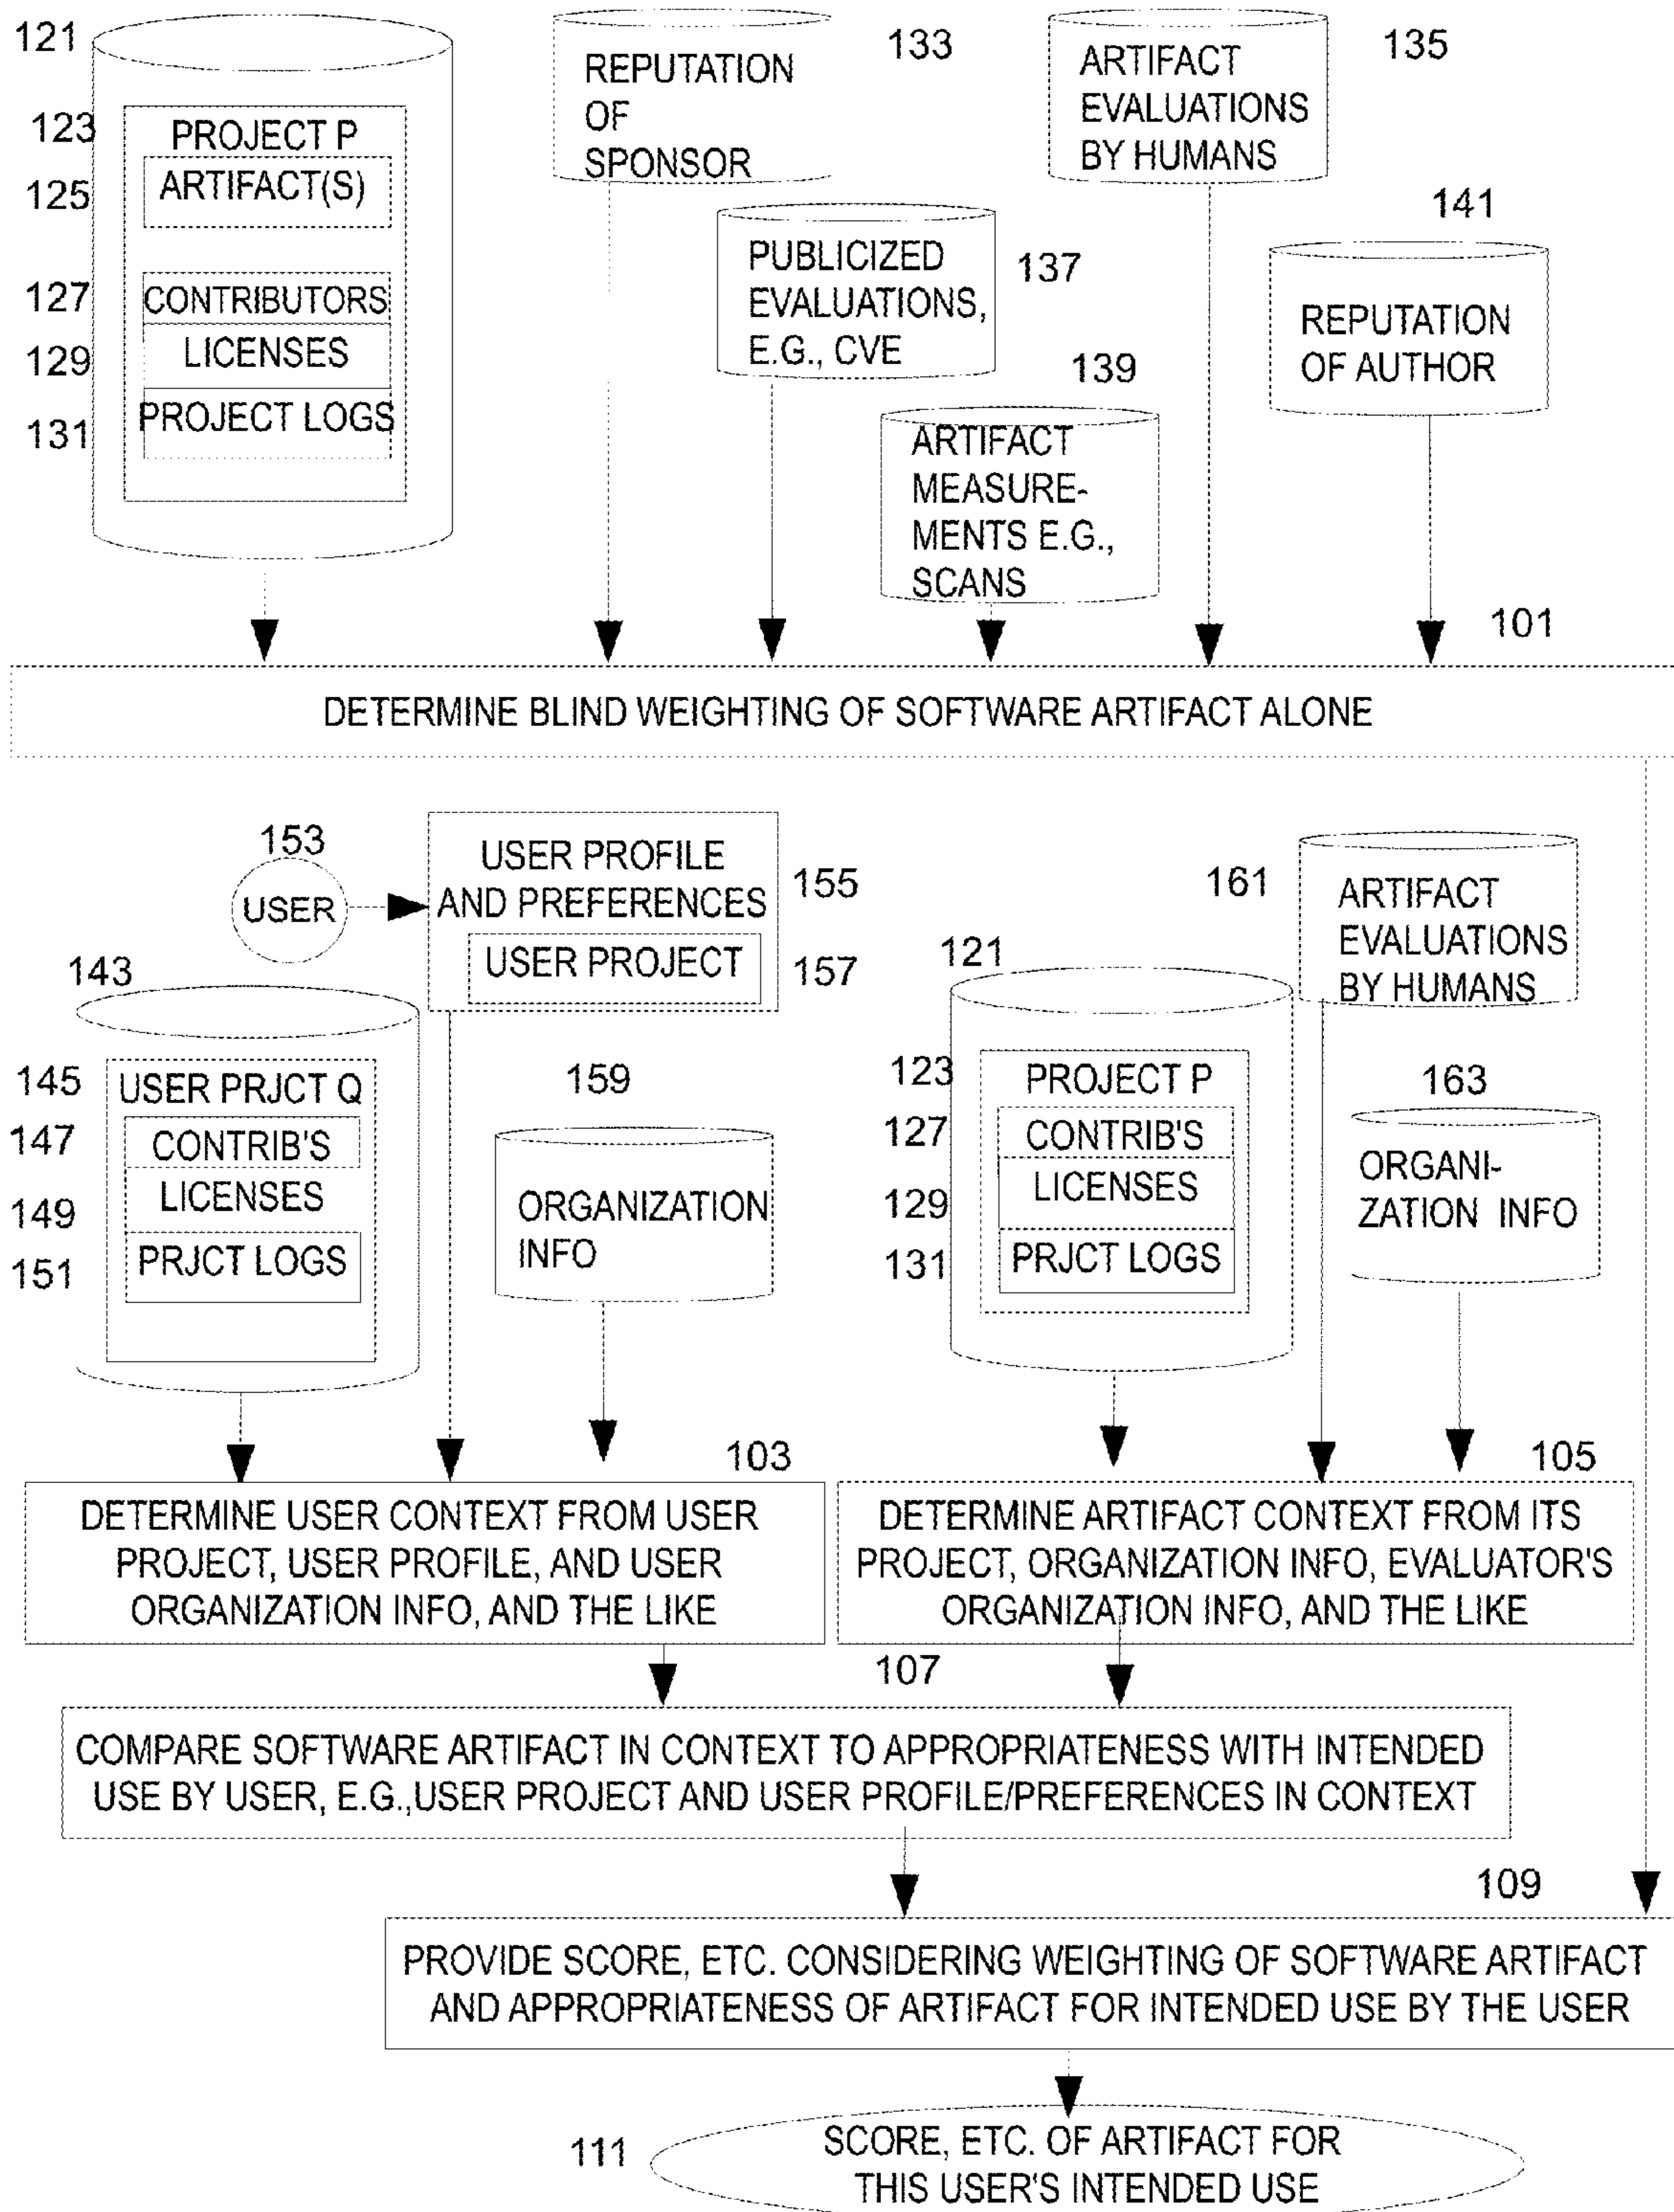 121
123
PROJECT P
125
ARTIFACT(S)
127
CONTRIBUTORS
129
LICENSES
131
PROJECT LOGS
REPUTATION
OF
SPONSOR
133
ARTIFACT
EVALUATIONS
BY HUMANS
135
PUBLICIZED
EVALUATIONS,
E.G., CVE
137
ARTIFACT
MEASURE-
MENTS E.G.,
SCANS
139
141
REPUTATION
OF AUTHOR
101
DETERMINE BLIND WEIGHTING OF SOFTWARE ARTIFACT ALONE
153
USER
USER PROFILE
AND PREFERENCES
155
USER PROJECT
157
143
145
USER PRJCT Q
147
CONTRIB'S
149
LICENSES
151
PRJCT LOGS
159
ORGANIZATION
INFO
161
ARTIFACT
EVALUATIONS
BY HUMANS
121
123
PROJECT P
127
CONTRIB'S
129
LICENSES
131
PRJCT LOGS
163
ORGANI-
ZATION INFO
103
DETERMINE USER CONTEXT FROM USER
PROJECT, USER PROFILE, AND USER
ORGANIZATION INFO, AND THE LIKE
105
DETERMINE ARTIFACT CONTEXT FROM ITS
PROJECT, ORGANIZATION INFO, EVALUATOR'S
ORGANIZATION INFO, AND THE LIKE
107
COMPARE SOFTWARE ARTIFACT IN CONTEXT TO APPROPRIATENESS WITH INTENDED
USE BY USER, E.G.,USER PROJECT AND USER PROFILE/PREFERENCES IN CONTEXT
109
PROVIDE SCORE, ETC. CONSIDERING WEIGHTING OF SOFTWARE ARTIFACT
AND APPROPRIATENESS OF ARTIFACT FOR INTENDED USE BY THE USER
111
SCORE, ETC. OF ARTIFACT FOR
THIS USER'S INTENDED USE